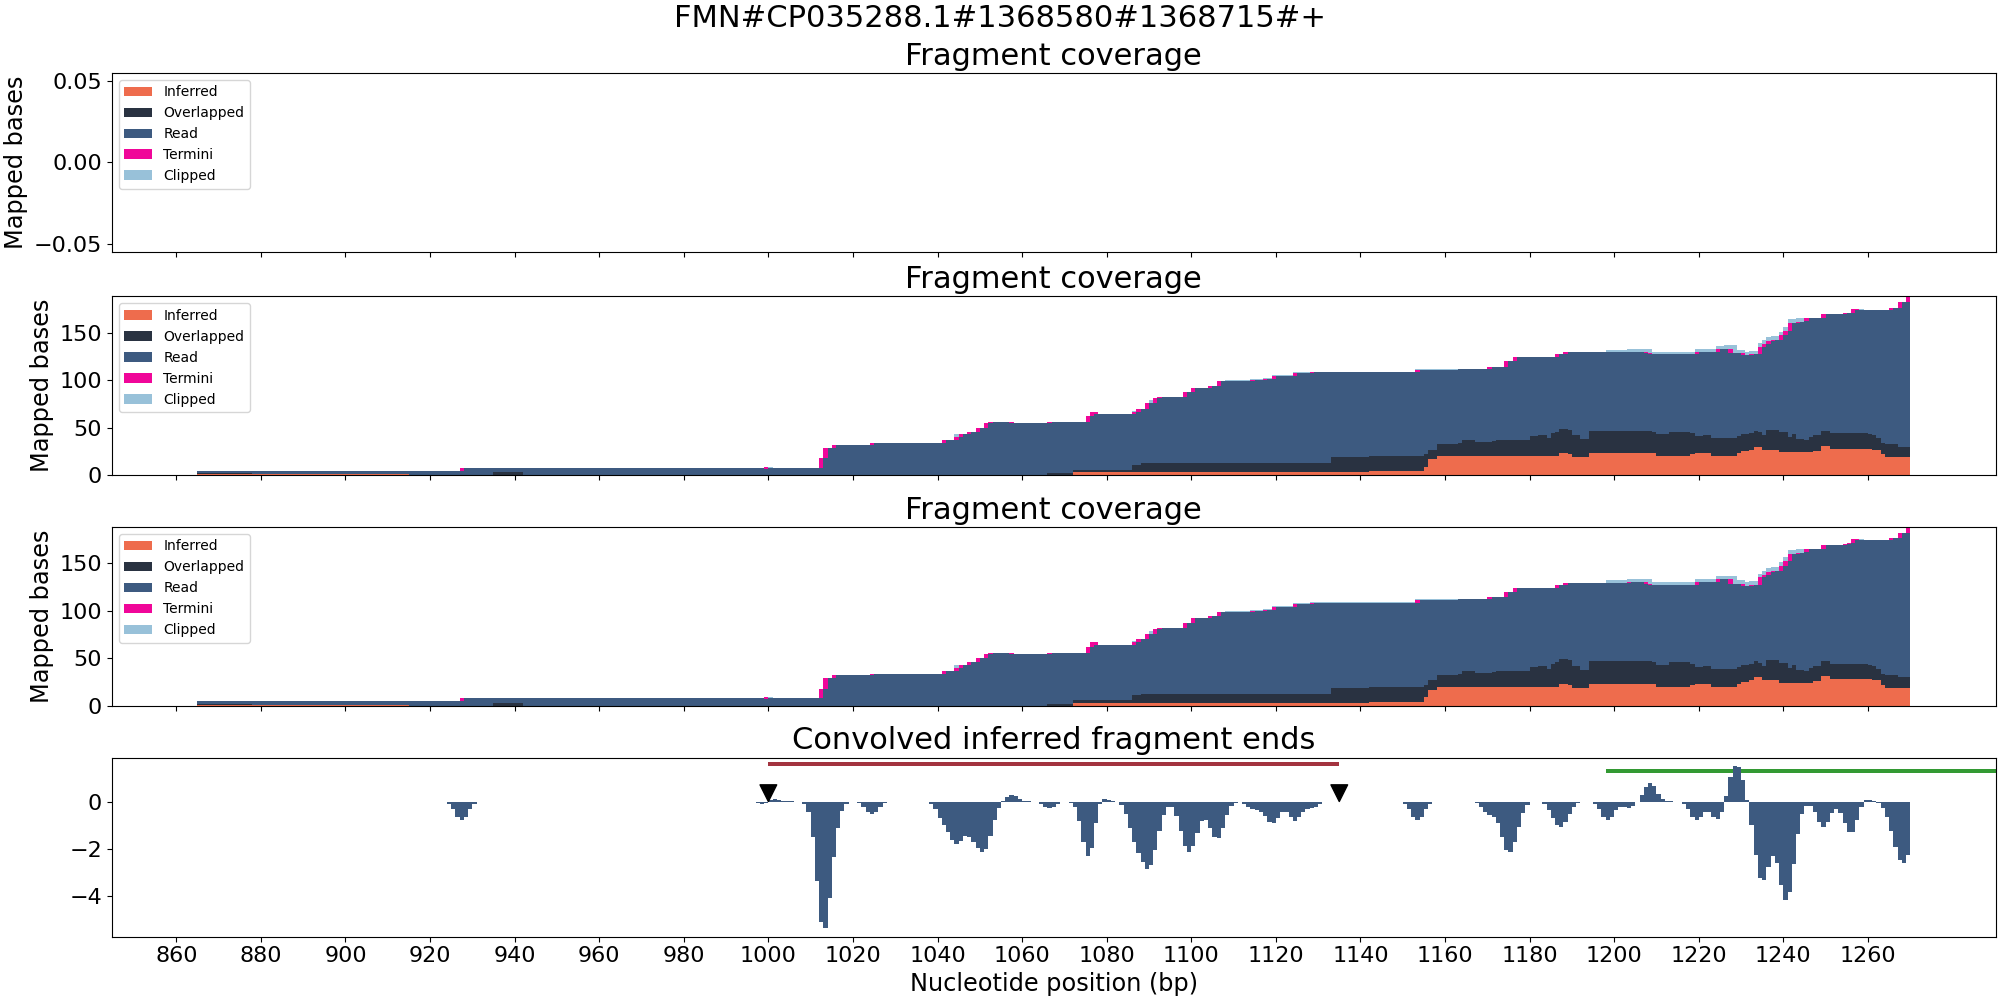 FMN#CP035288.1#1368580#1368715#+
Fragment coverage
Mapped bases
0.05
0.00
−0.05
Inferred
Overlapped
Read
Termini
Clipped
Fragment coverage
Mapped bases
150
100
50
0
Inferred
Overlapped
Read
Termini
Clipped
Fragment coverage
Mapped bases
150
100
50
0
Inferred
Overlapped
Read
Termini
Clipped
Convolved inferred fragment ends
0
−2
−4
860 880 900 920 940 960 980 1000 1020 1040 1060 1080 1100 1120 1140 1160 1180 1200 1220 1240 1260
Nucleotide position (bp)